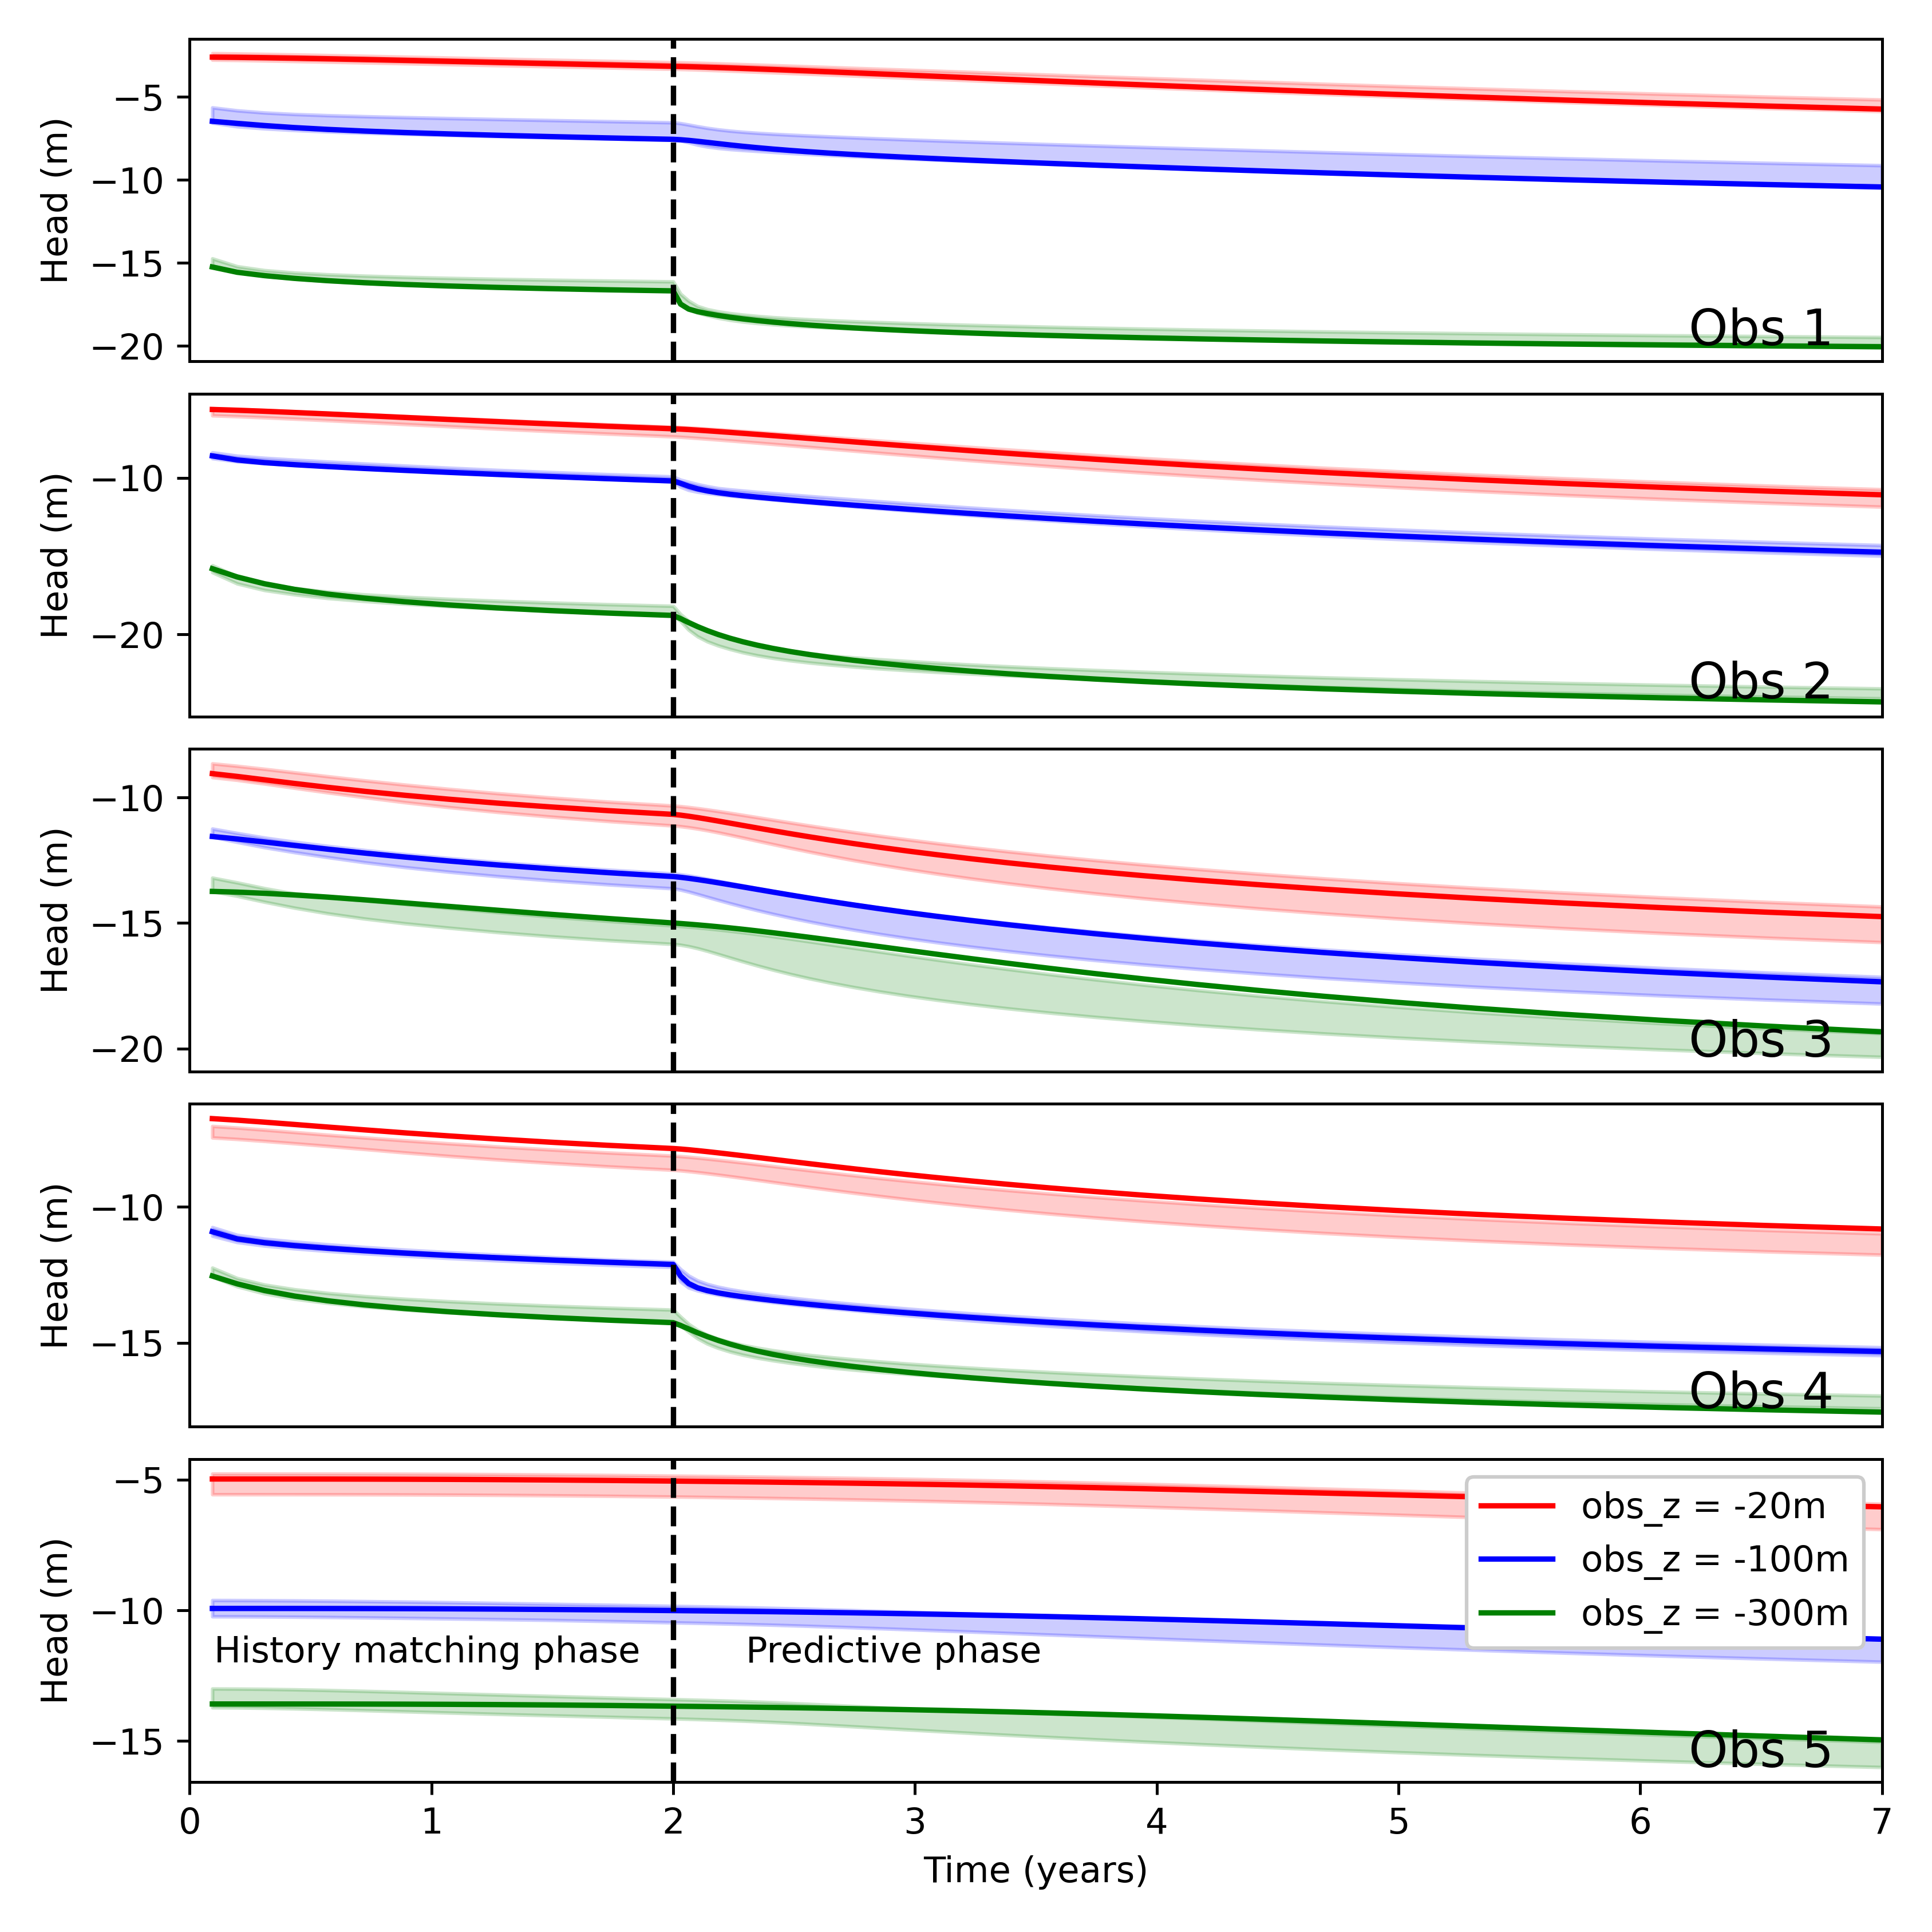 Head (m)
−5
−10
−15
−20
Obs 1
Head (m)
−10
−20
Obs 2
Head (m)
−10
−15
−20
Obs 3
Head (m)
−10
−15
Obs 4
Head (m)
−5
−10
−15
obs_z = -20m
obs_z = -100m
obs_z = -300m
History matching phase
Predictive phase
Obs 5
0 1 2 3 4 5 6 7
Time (years)